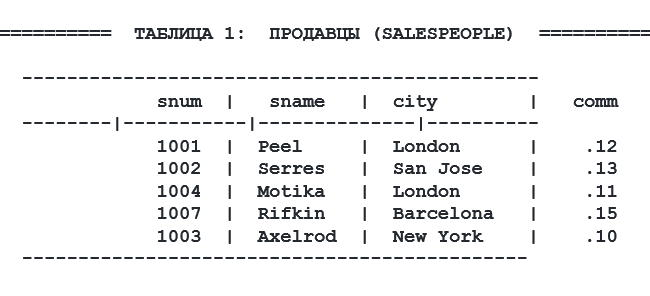 ========== ТАБЛИЦА 1: ПРОДАВЦЫ (SALESPEOPLE) ==========
----------------------------------------------
snum | sname | city | comm
--------|-----------|--------------|----------
1001 | Peel | London | .12
1002 | Serres | San Jose | .13
1004 | Motika | London | .11
1007 | Rifkin | Barcelona | .15
1003 | Axelrod | New York | .10
---------------------------------------------